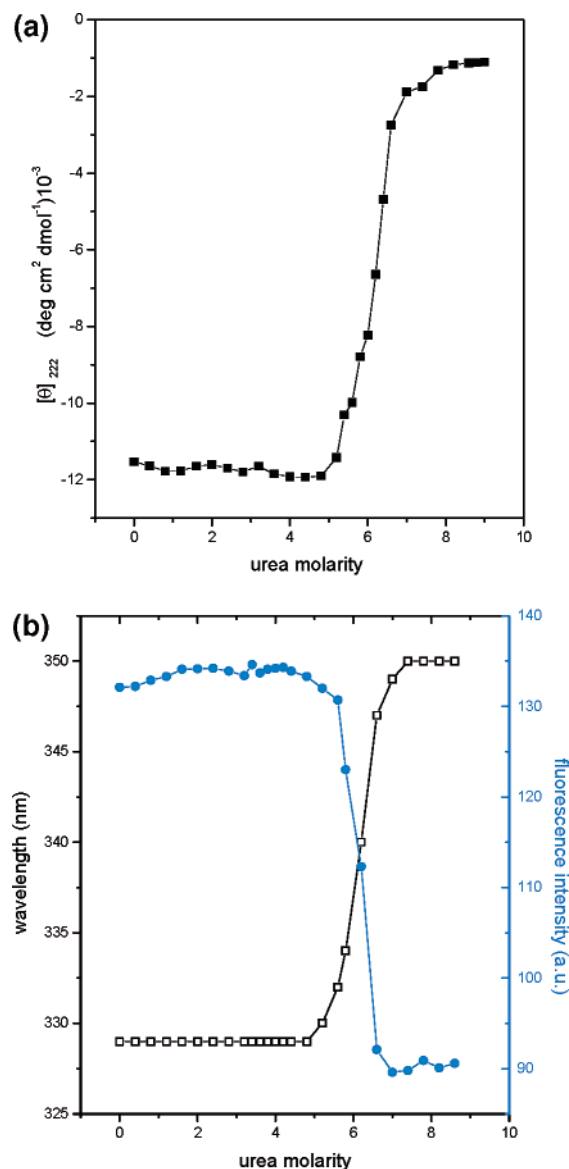 (a)
0
-2
-4
-6
-8
-10
-12
[θ] 222 (deg cm² dmol⁻¹)10⁻³
0 2 4 6 8 10
urea molarity
(b)
350
345
340
335
330
325
wavelength (nm)
140
130
120
110
100
90
fluorescence intensity (a.u.)
0 2 4 6 8 10
urea molarity